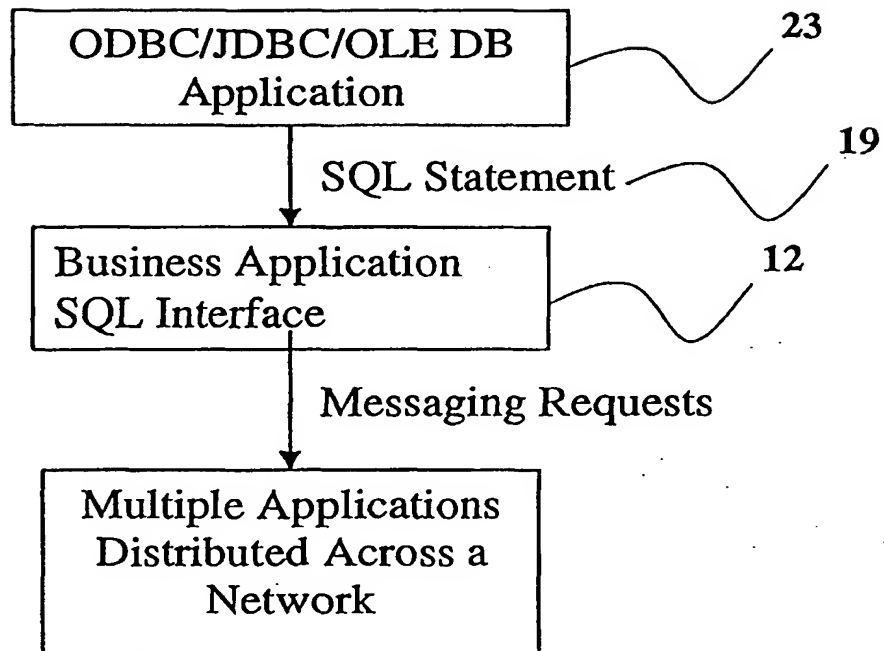 ODBC/JDBC/OLE DB
Application
23
SQL Statement
19
Business Application
SQL Interface
12
Messaging Requests
Multiple Applications
Distributed Across a
Network